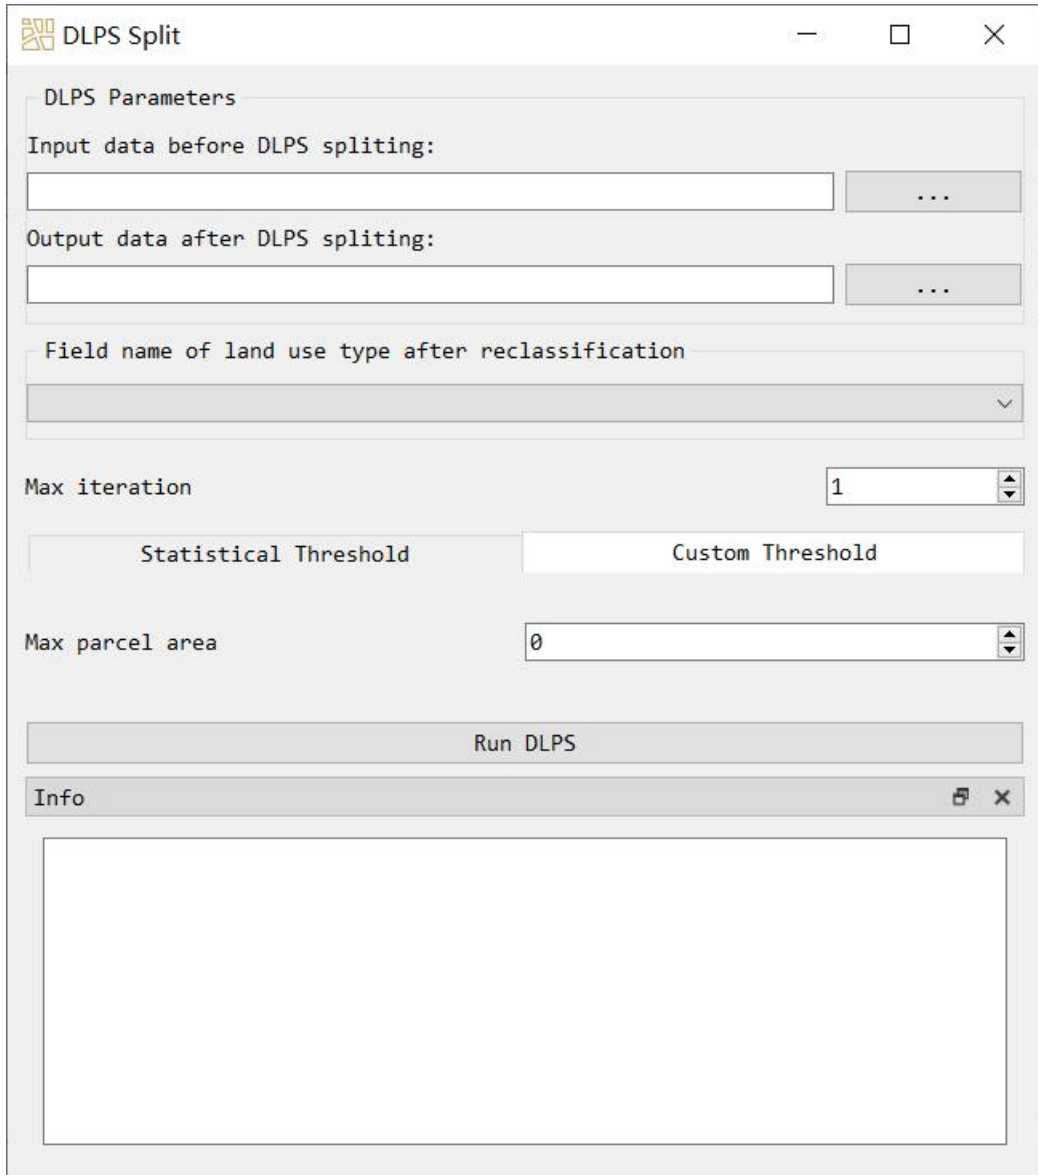 DLPS Split
DLPS Parameters
Input data before DLPS spliting:
...
Output data after DLPS spliting:
...
Field name of land use type after reclassification
Max iteration 1
Statistical Threshold Custom Threshold
Max parcel area 0
Run DLPS
Info